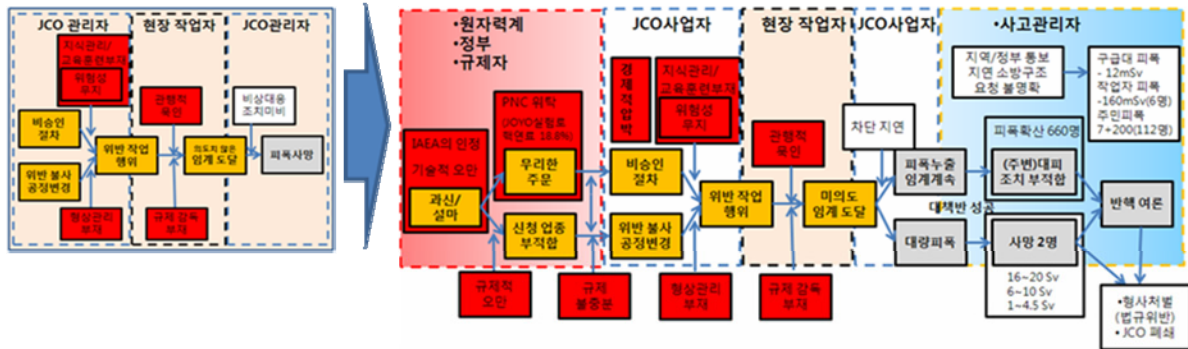 JCO 관리자
현장 작업자
JCO관리자
지식관리/
교육훈련부재
위험성
무지
관행적
묵인
비상대응
조치미비
비승인
절차
위반 작업
행위
의도치 않은
임계 도달
피폭사망
위반 불사
공정변경
형상관리
부재
규제 감독
부재
•원자력계
•정부
•규제자
JCO사업자
현장 작업자
JCO사업자
•사고관리자
경제적압박
지식관리/
교육훈련부재
위험성
무지
지역/정부 통보
지연 소방구조
요청 불명확
구급대 피폭
- 12mSv
작업자 피폭
-160mSv(6명)
주민피폭
7+200(112명)
PNC 위탁
(JOYO실험로
핵연료 18.8%)
관행적
묵인
차단 지연
피폭확산 660명
IAEA의 인정
기술적 오만
무리한
주문
비승인
절차
피폭누출
임계계속
(주변)대피
조치 부적합
과신/
설마
위반 작업
행위
미의도
임계 도달
대책반 성공
반핵 여론
신청 업종
부적합
위반 불사
공정변경
대량피폭
사망 2명
규제적
오만
규제
불충분
형상관리
부재
규제 감독
부재
16~20 Sv
6~10 Sv
1~4.5 Sv
•형사처벌
(법규위반)
•JCO 폐쇄